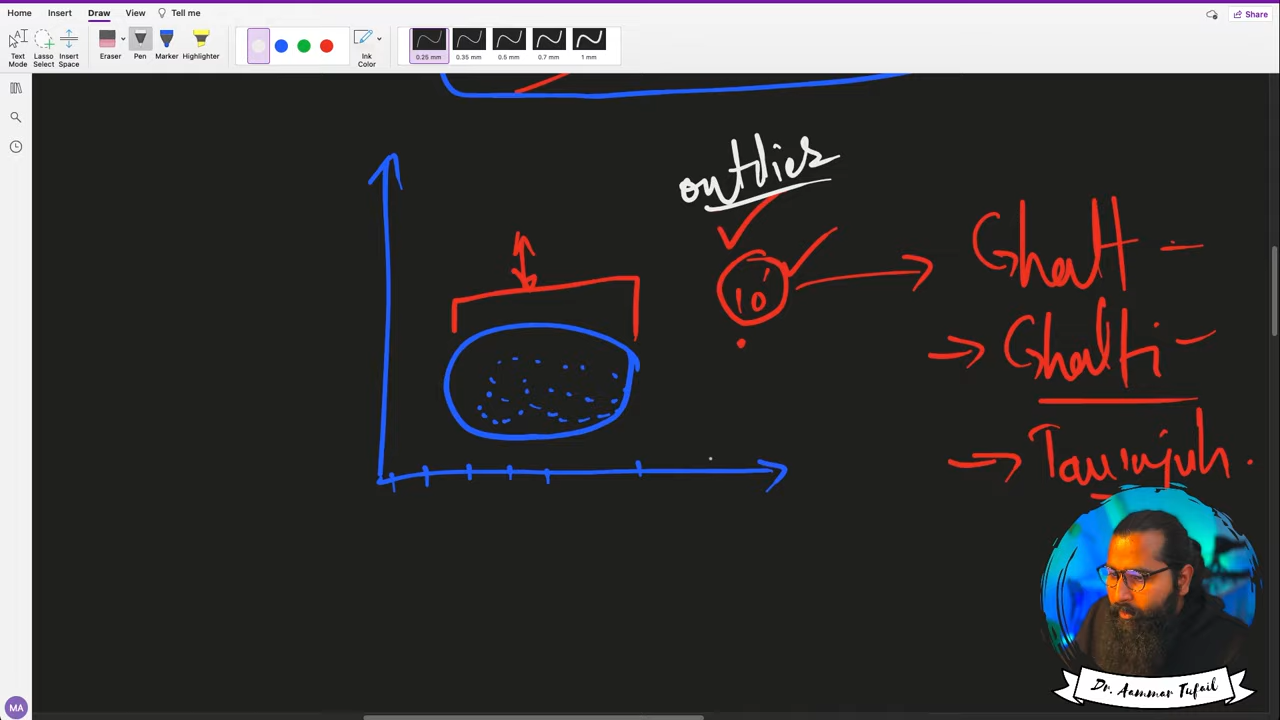 Home Insert Draw View Tell me
Share
Text Mode
Lasso Select
Insert Space
Eraser
Pen
Marker
Highlighter
Ink Color
0.25 mm
0.35 mm
0.5 mm
0.7 mm
1 mm
outlies
10'
Ghalt -
Ghalti -
MA
Dr. Aammar Tufail